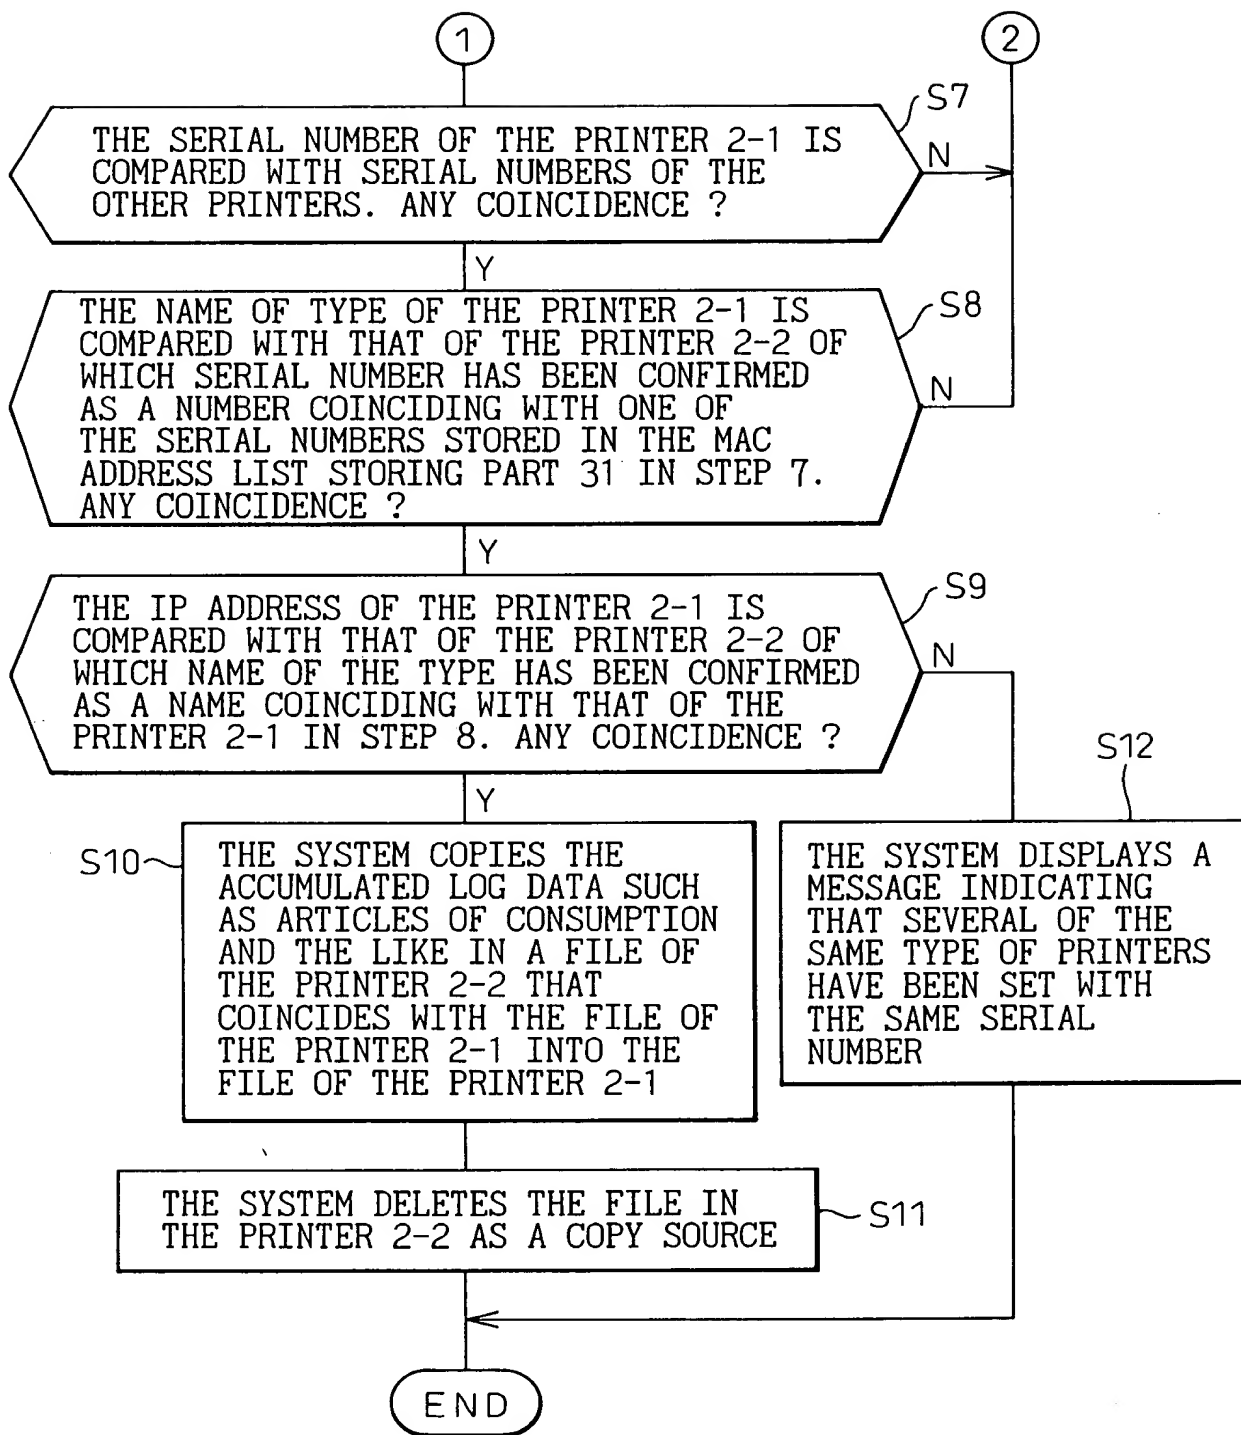 1
2
S7
THE SERIAL NUMBER OF THE PRINTER 2-1 IS
COMPARED WITH SERIAL NUMBERS OF THE
OTHER PRINTERS. ANY COINCIDENCE ?
N
Y
S8
THE NAME OF TYPE OF THE PRINTER 2-1 IS
COMPARED WITH THAT OF THE PRINTER 2-2 OF
WHICH SERIAL NUMBER HAS BEEN CONFIRMED
AS A NUMBER COINCIDING WITH ONE OF
THE SERIAL NUMBERS STORED IN THE MAC
ADDRESS LIST STORING PART 31 IN STEP 7.
ANY COINCIDENCE ?
N
Y
S9
THE IP ADDRESS OF THE PRINTER 2-1 IS
COMPARED WITH THAT OF THE PRINTER 2-2 OF
WHICH NAME OF THE TYPE HAS BEEN CONFIRMED
AS A NAME COINCIDING WITH THAT OF THE
PRINTER 2-1 IN STEP 8. ANY COINCIDENCE ?
N
Y
S10
THE SYSTEM COPIES THE
ACCUMULATED LOG DATA SUCH
AS ARTICLES OF CONSUMPTION
AND THE LIKE IN A FILE OF
THE PRINTER 2-2 THAT
COINCIDES WITH THE FILE OF
THE PRINTER 2-1 INTO THE
FILE OF THE PRINTER 2-1
S12
THE SYSTEM DISPLAYS A
MESSAGE INDICATING
THAT SEVERAL OF THE
SAME TYPE OF PRINTERS
HAVE BEEN SET WITH
THE SAME SERIAL
NUMBER
THE SYSTEM DELETES THE FILE IN
THE PRINTER 2-2 AS A COPY SOURCE
S11
END